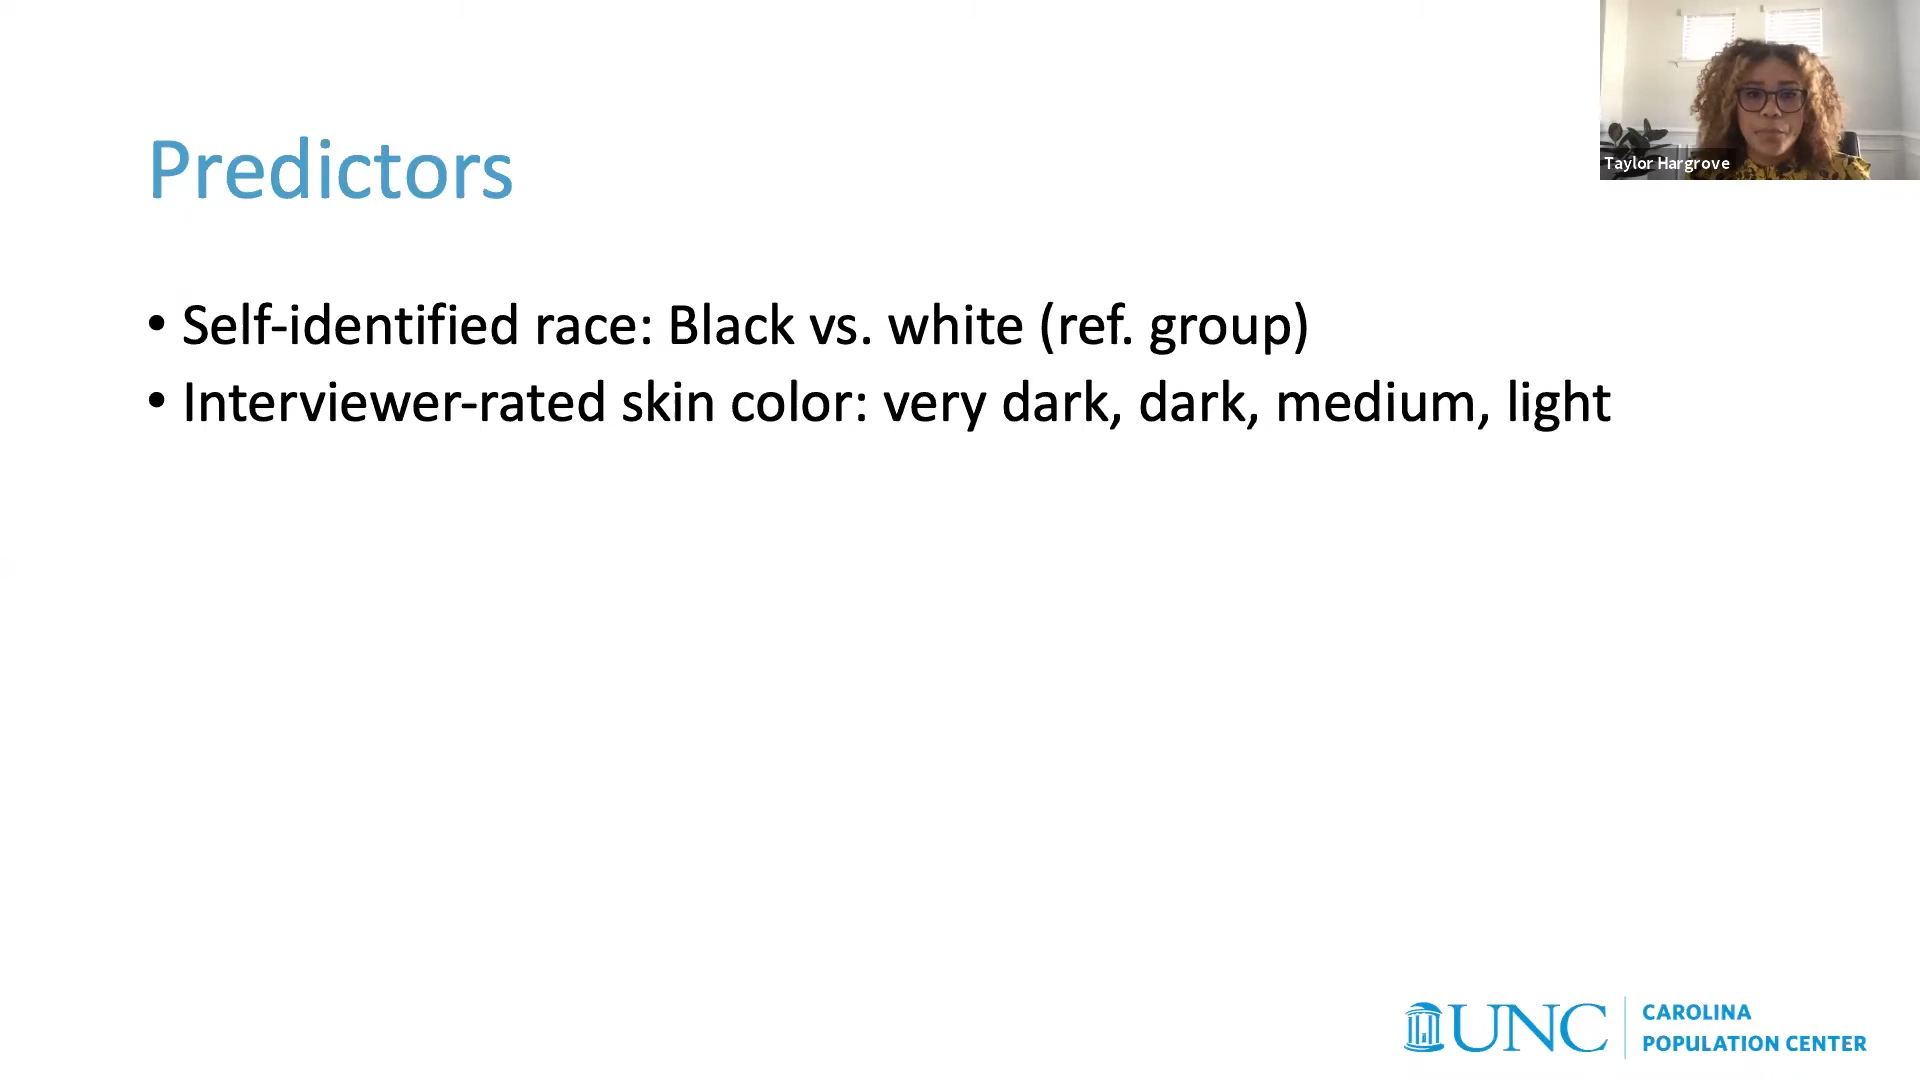 Taylor Hargrove
Predictors
• Self-identified race: Black vs. white (ref. group)
• Interviewer-rated skin color: very dark, dark, medium, light
UNC
CAROLINA
POPULATION CENTER